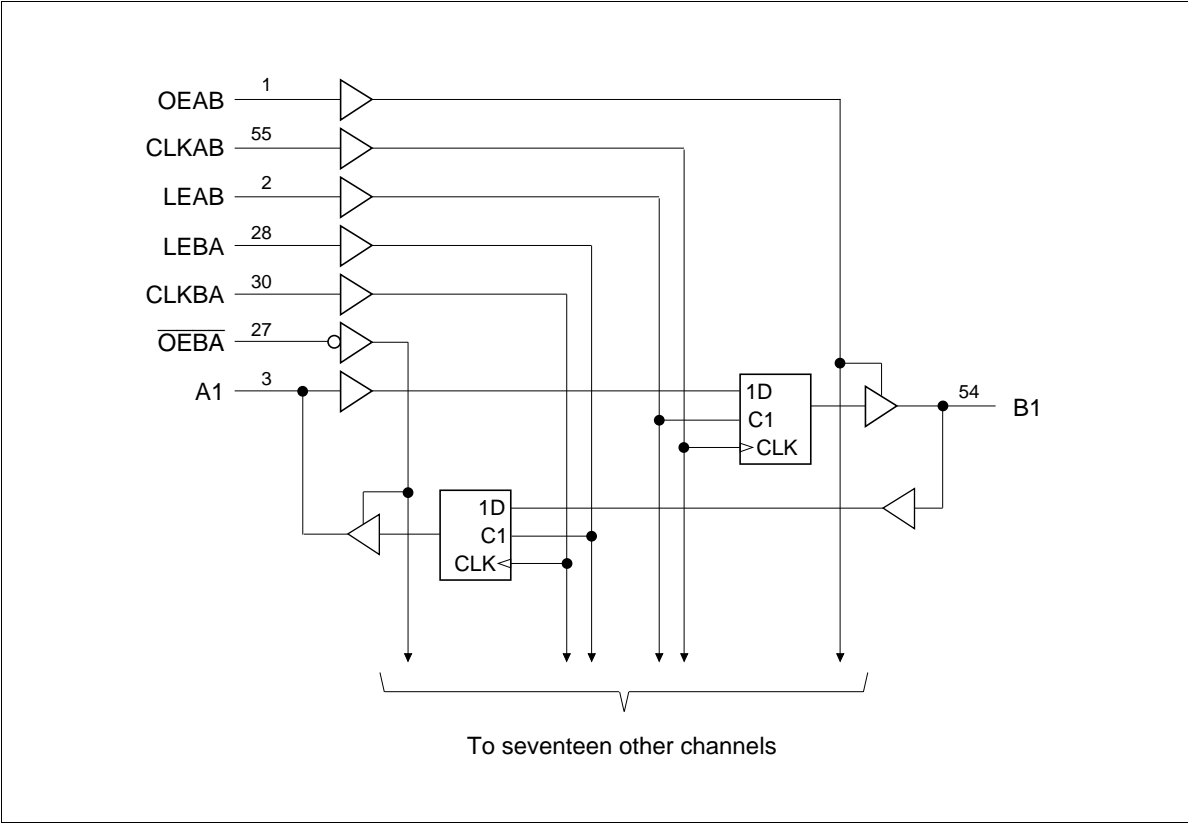 OEAB 1
CLKAB 55
LEAB 2
LEBA 28
CLKBA 30
O̅E̅B̅A̅ 27
A1 3
1D
C1
CLK
54 B1
1D
C1
CLK
To seventeen other channels